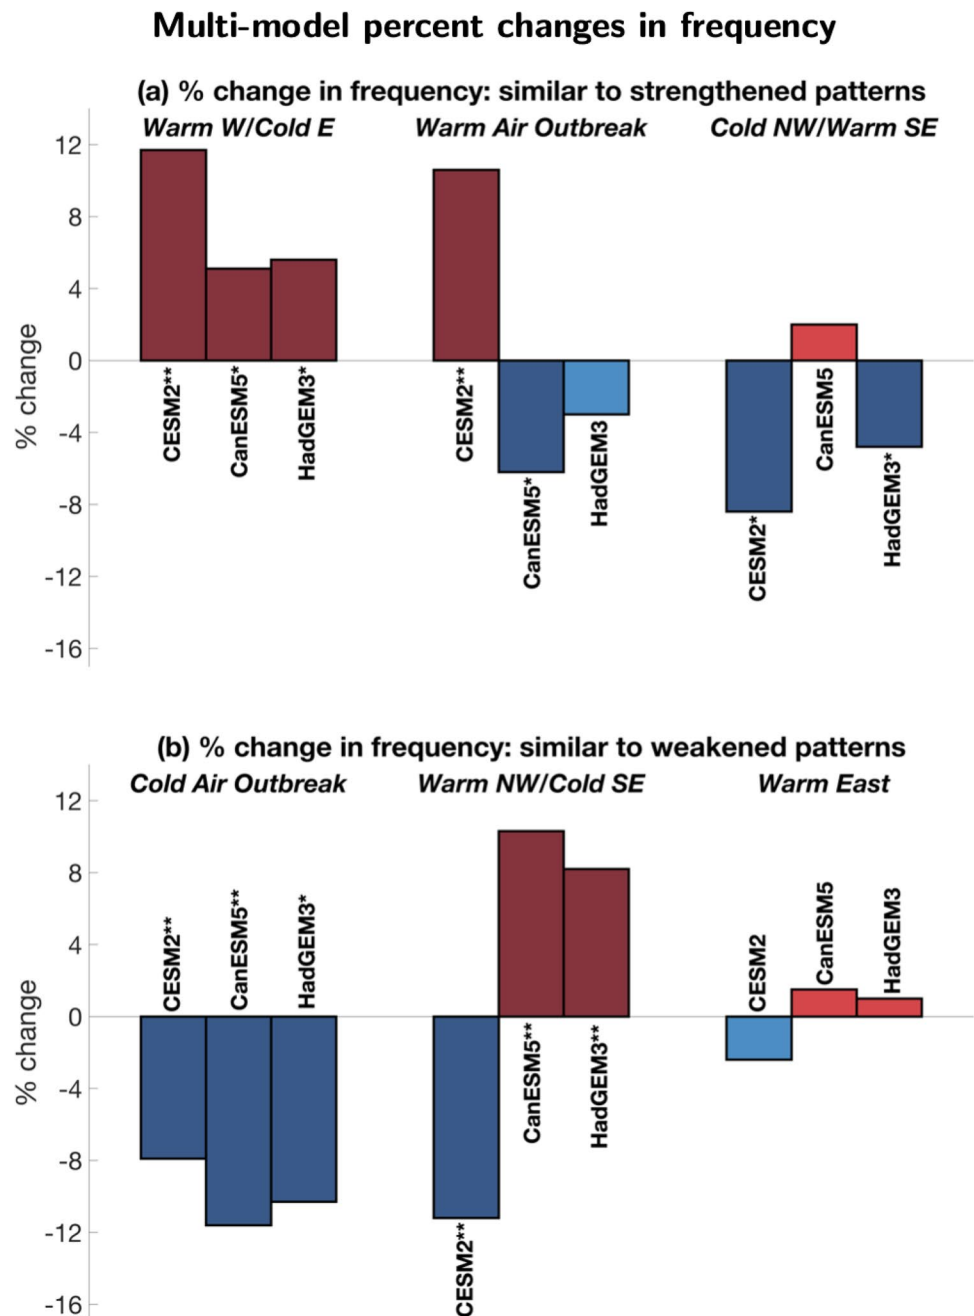 Multi-model percent changes in frequency
(a) % change in frequency: similar to strengthened patterns
Warm W/Cold E Warm Air Outbreak Cold NW/Warm SE
12
8
4
0
-4
-8
-12
-16
% change
CESM2**
CanESM5*
HadGEM3*
CESM2**
CanESM5*
HadGEM3
CESM2*
CanESM5
HadGEM3*
(b) % change in frequency: similar to weakened patterns
Cold Air Outbreak Warm NW/Cold SE Warm East
12
8
4
0
-4
-8
-12
-16
% change
CESM2**
CanESM5**
HadGEM3*
CESM2**
CanESM5**
HadGEM3**
CESM2
CanESM5
HadGEM3